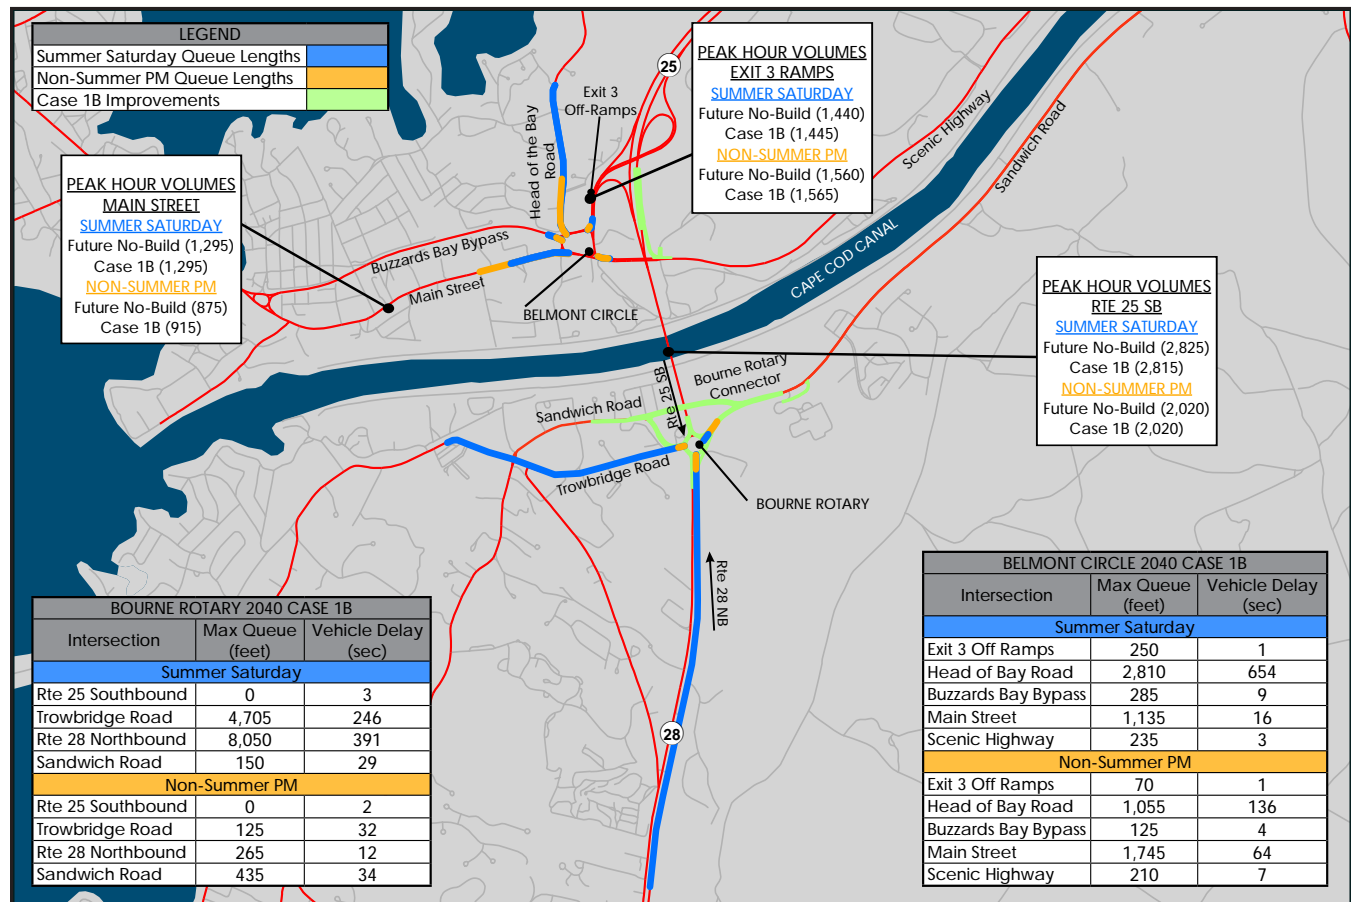 LEGEND
Summer Saturday Queue Lengths
Non-Summer PM Queue Lengths
Case 1B Improvements
PEAK HOUR VOLUMES
EXIT 3 RAMPS
SUMMER SATURDAY
Future No-Build (1,440)
Case 1B (1,445)
NON-SUMMER PM
Future No-Build (1,560)
Case 1B (1,565)
25
Exit 3
Off-Ramps
Head of the Bay
Road
Scenic Highway
Sandwich Road
PEAK HOUR VOLUMES
MAIN STREET
SUMMER SATURDAY
Future No-Build (1,295)
Case 1B (1,295)
NON-SUMMER PM
Future No-Build (875)
Case 1B (915)
Buzzards Bay Bypass
Main Street
BELMONT CIRCLE
CAPE COD CANAL
PEAK HOUR VOLUMES
RTE 25 SB
SUMMER SATURDAY
Future No-Build (2,825)
Case 1B (2,815)
NON-SUMMER PM
Future No-Build (2,020)
Case 1B (2,020)
Rte 25 SB
Bourne Rotary
Connector
Sandwich Road
Trowbridge Road
BOURNE ROTARY
Rte 28 NB
28
BOURNE ROTARY 2040 CASE 1B
Intersection Max Queue (feet) Vehicle Delay (sec)
Summer Saturday
Rte 25 Southbound 0 3
Trowbridge Road 4,705 246
Rte 28 Northbound 8,050 391
Sandwich Road 150 29
Non-Summer PM
Rte 25 Southbound 0 2
Trowbridge Road 125 32
Rte 28 Northbound 265 12
Sandwich Road 435 34
BELMONT CIRCLE 2040 CASE 1B
Intersection Max Queue (feet) Vehicle Delay (sec)
Summer Saturday
Exit 3 Off Ramps 250 1
Head of Bay Road 2,810 654
Buzzards Bay Bypass 285 9
Main Street 1,135 16
Scenic Highway 235 3
Non-Summer PM
Exit 3 Off Ramps 70 1
Head of Bay Road 1,055 136
Buzzards Bay Bypass 125 4
Main Street 1,745 64
Scenic Highway 210 7